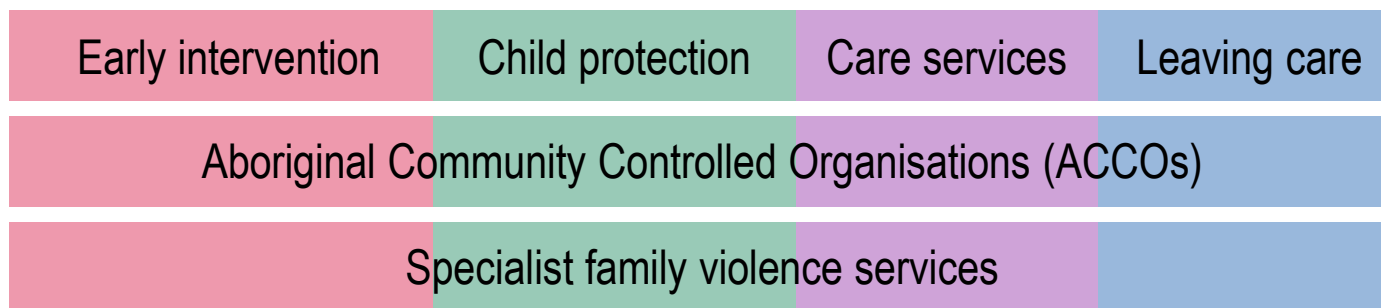 Early intervention Child protection Care services Leaving care
Aboriginal Community Controlled Organisations (ACCOs)
Specialist family violence services